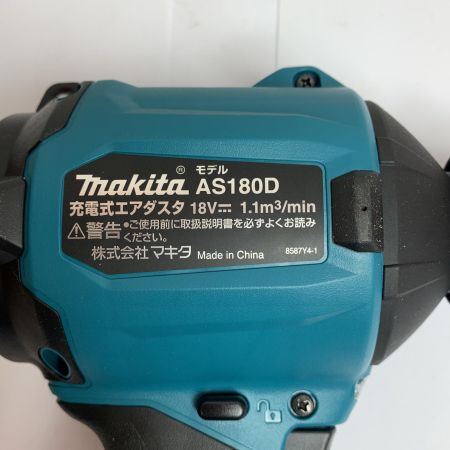 モデル
makita® AS180D
充電式エアダスタ 18V⎓ 1.1m³/min
⚠警告 •ご使用前に取扱説明書を必ずよくお読み
ください。
株式会社マキタ Made in China 8587Y4-1